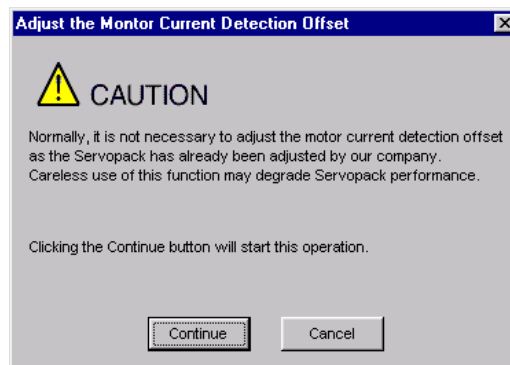 Adjust the Montor Current Detection Offset
CAUTION
Normally, it is not necessary to adjust the motor current detection offset
as the Servopack has already been adjusted by our company.
Careless use of this function may degrade Servopack performance.
Clicking the Continue button will start this operation.
Continue Cancel